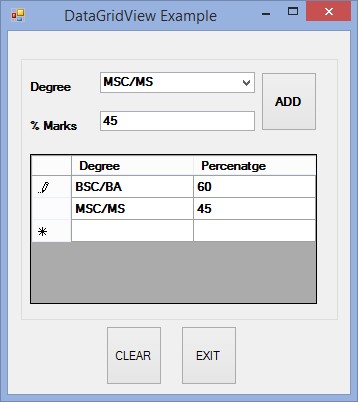 DataGridView Example
Degree MSC/MS
ADD
% Marks 45
Degree Percenatge
BSC/BA 60
MSC/MS 45
CLEAR EXIT